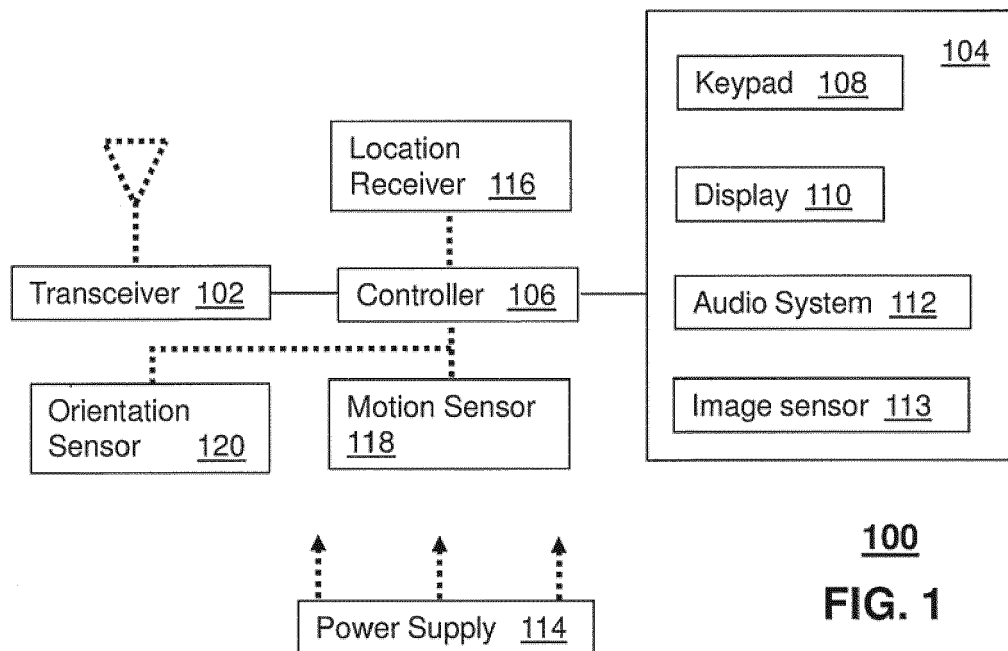 104
Keypad 108
Location
Receiver 116
Display 110
Transceiver 102
Controller 106
Audio System 112
Orientation
Sensor 120
Motion Sensor
118
Image sensor 113
100
FIG. 1
Power Supply 114